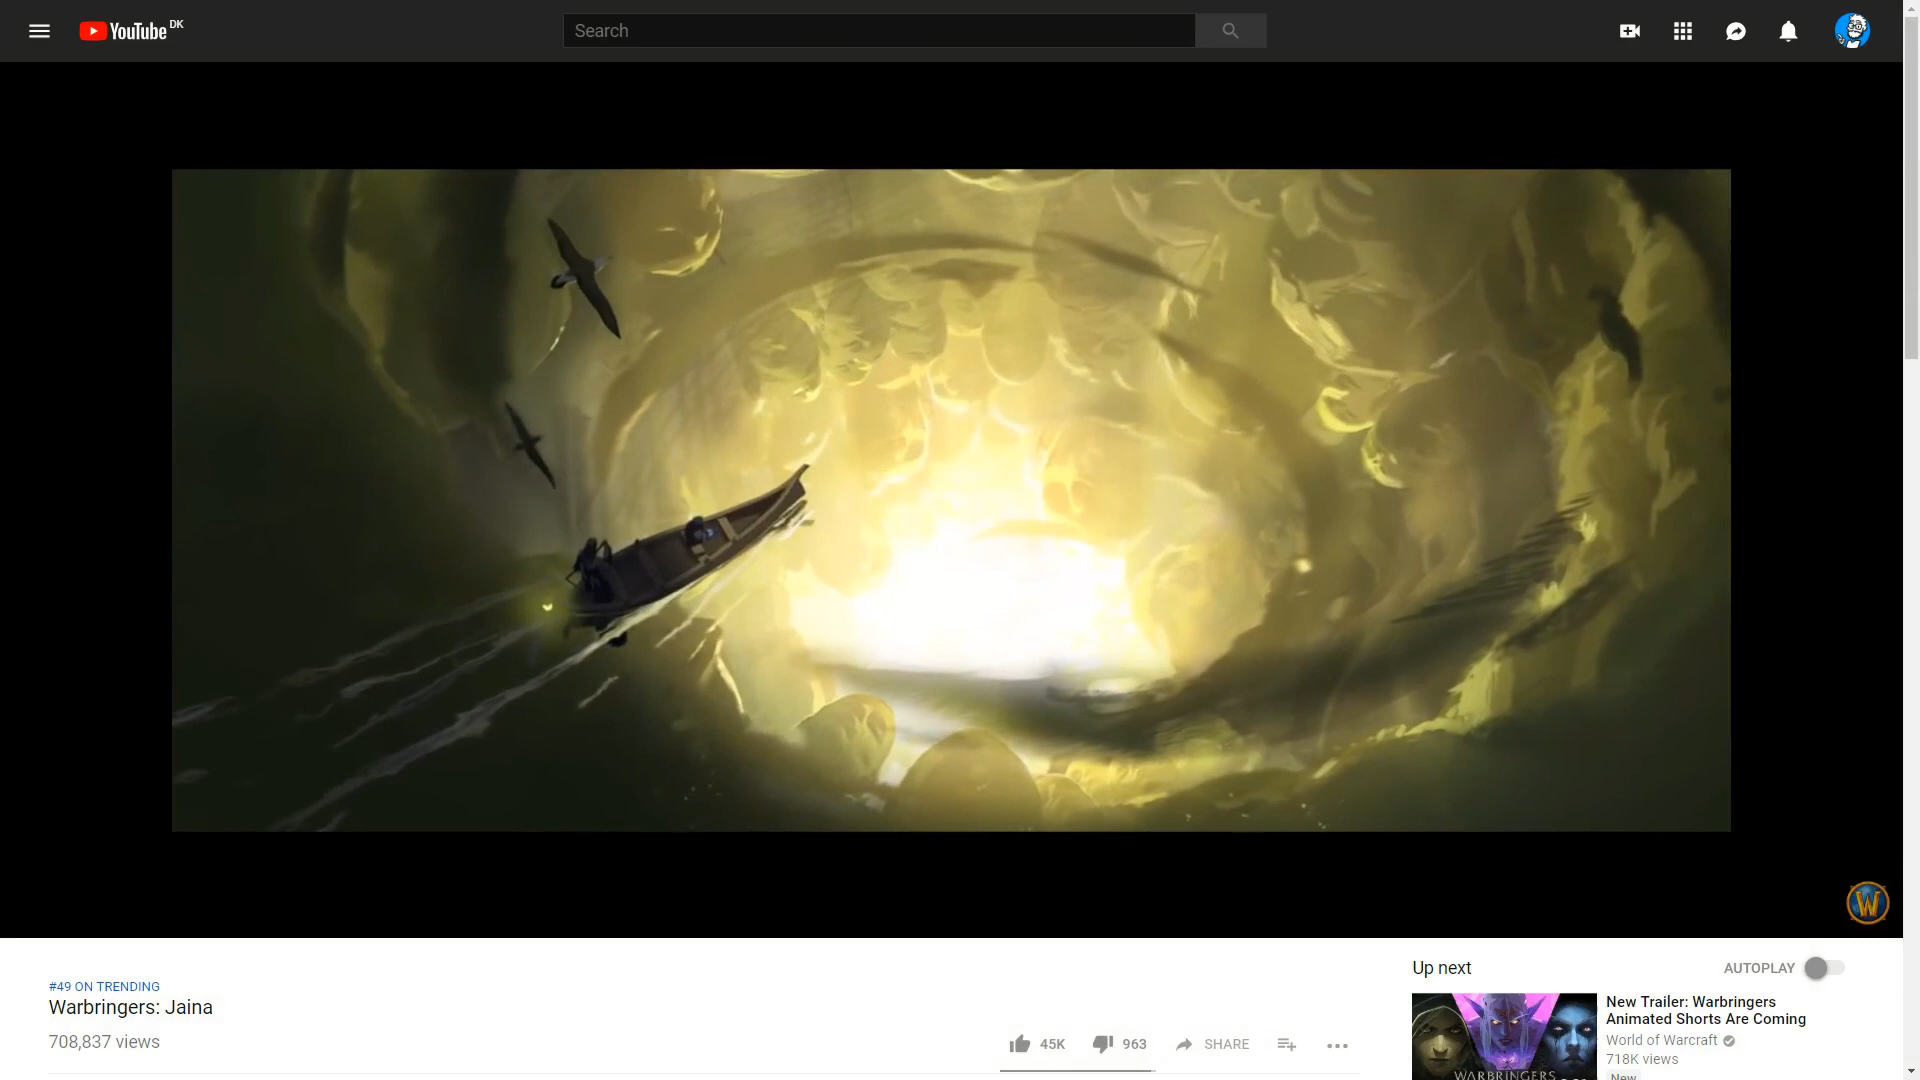 YouTube DK
Search
#49 ON TRENDING
Warbringers: Jaina
708,837 views
45K
963
SHARE
Up next
AUTOPLAY
New Trailer: Warbringers
Animated Shorts Are Coming
World of Warcraft
718K views
New
WARBRINGERS
W